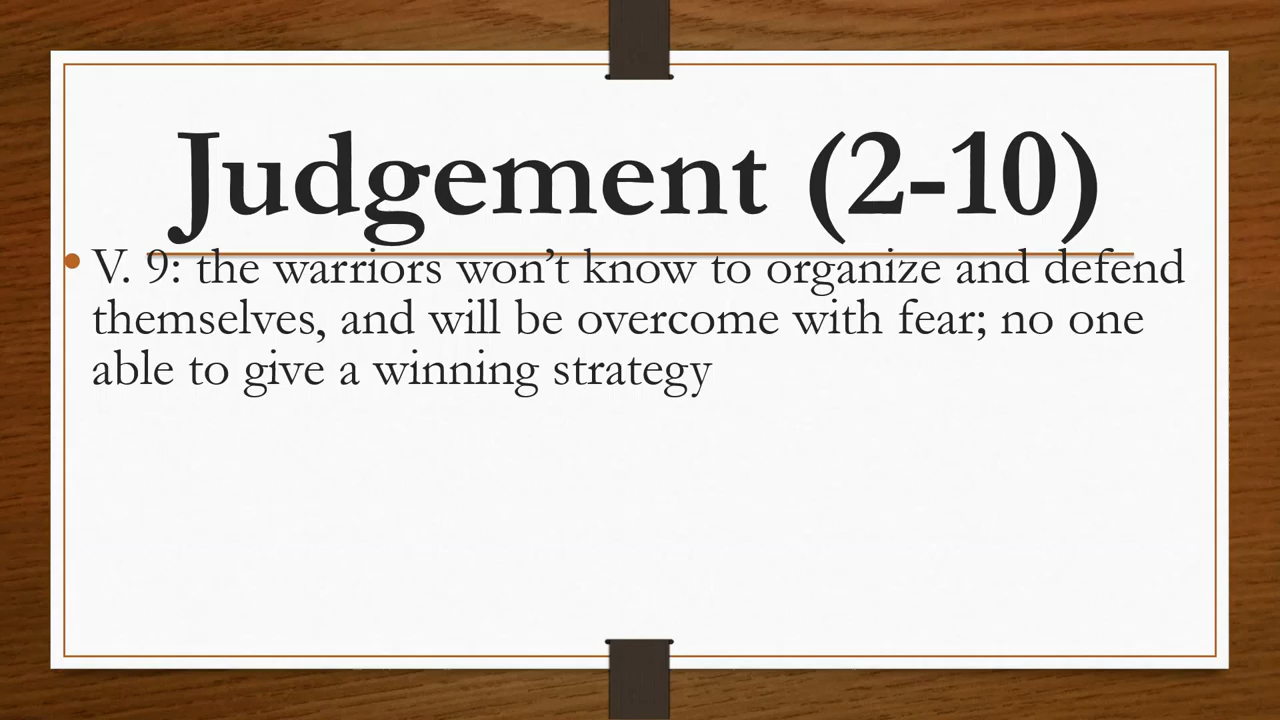 Judgement (2-10)
• V. 9: the warriors won’t know to organize and defend
themselves, and will be overcome with fear; no one
able to give a winning strategy